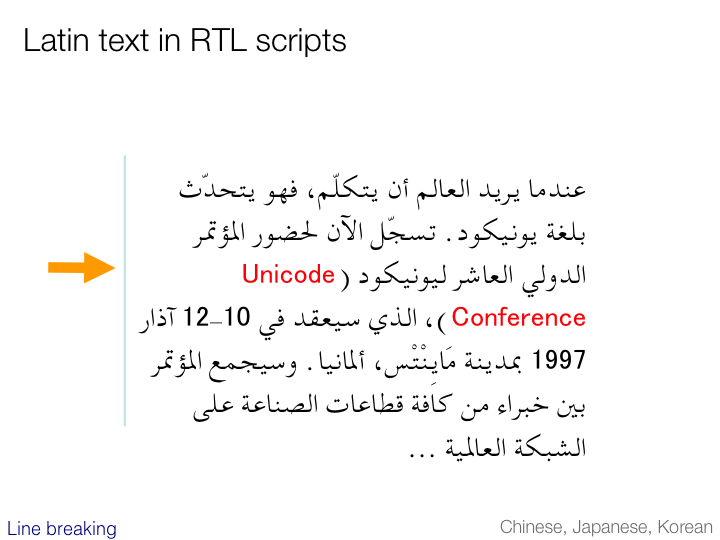 Latin text in RTL scripts
عندما يريد العالم أن يتكلّم، فهو يتحدّث
بلغة يونيكود. تسجّل الآن لحضور المؤتمر
الدولي العاشر ليونيكود (Unicode
Conference)، الذي سيعقد في 10–12 آذار
1997 بمدينة مَايِنْتْس، ألمانيا. وسيجمع المؤتمر
بين خبراء من كافة قطاعات الصناعة على
الشبكة العالمية ...
Line breaking
Chinese, Japanese, Korean